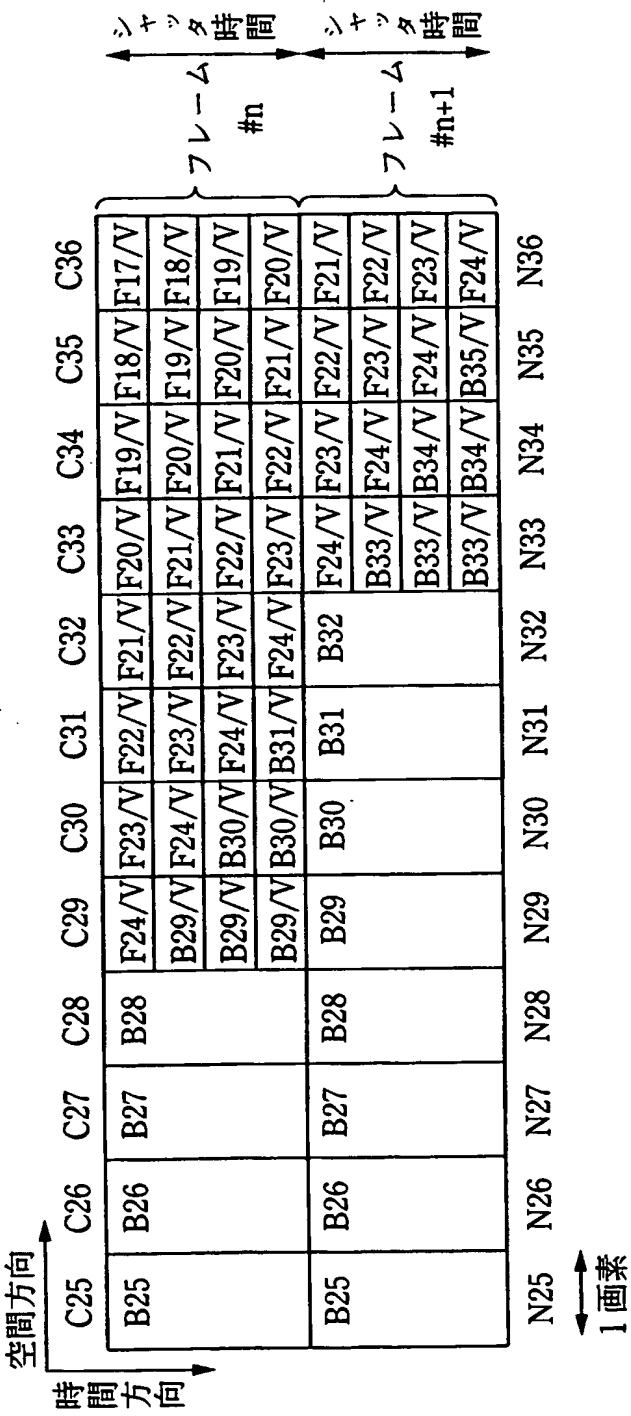 空間方向
時間方向
C25 C26 C27 C28 C29 C30 C31 C32 C33 C34 C35 C36
B25 B26 B27 B28 F24/V F23/V F22/V F21/V F20/V F19/V F18/V F17/V
B29/V F24/V F23/V F22/V F21/V F20/V F19/V F18/V
B29/V B30/V F24/V F23/V F22/V F21/V F20/V F19/V
B29/V B30/V B31/V F24/V F23/V F22/V F21/V F20/V
フレーム
#n
シャッタ時間
B25 B26 B27 B28 B29 B30 B31 B32 F24/V F23/V F22/V F21/V
B33/V F24/V F23/V F22/V
B33/V B34/V F24/V F23/V
B33/V B34/V B35/V F24/V
フレーム
#n+1
シャッタ時間
N25 N26 N27 N28 N29 N30 N31 N32 N33 N34 N35 N36
1画素